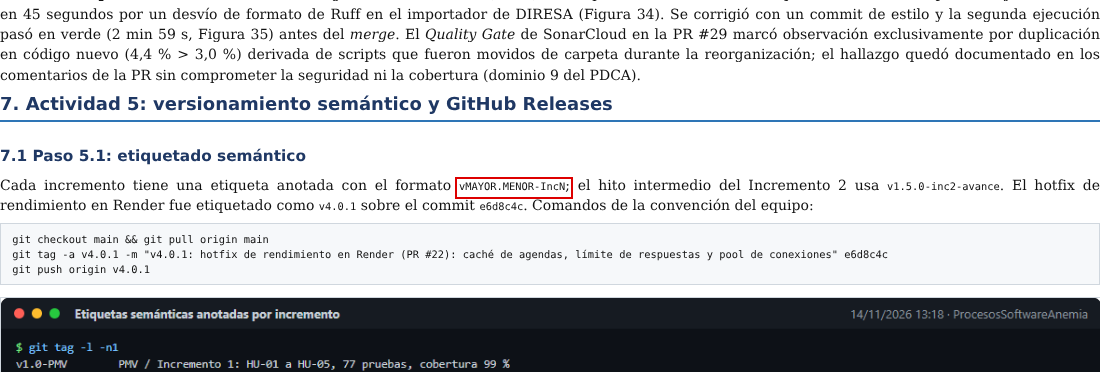 en 45 segundos por un desvío de formato de Ruff en el importador de DIRESA (Figura 34). Se corrigió con un commit de estilo y la segunda ejecución
pasó en verde (2 min 59 s, Figura 35) antes del merge. El Quality Gate de SonarCloud en la PR #29 marcó observación exclusivamente por duplicación
en código nuevo (4,4 % > 3,0 %) derivada de scripts que fueron movidos de carpeta durante la reorganización; el hallazgo quedó documentado en los
comentarios de la PR sin comprometer la seguridad ni la cobertura (dominio 9 del PDCA).
7. Actividad 5: versionamiento semántico y GitHub Releases
7.1 Paso 5.1: etiquetado semántico
Cada incremento tiene una etiqueta anotada con el formato vMAYOR.MENOR-IncN; el hito intermedio del Incremento 2 usa v1.5.0-inc2-avance. El hotfix de
rendimiento en Render fue etiquetado como v4.0.1 sobre el commit e6d8c4c. Comandos de la convención del equipo:
git checkout main && git pull origin main
git tag -a v4.0.1 -m "v4.0.1: hotfix de rendimiento en Render (PR #22): caché de agendas, límite de respuestas y pool de conexiones" e6d8c4c
git push origin v4.0.1
Etiquetas semánticas anotadas por incremento 14/11/2026 13:18 · ProcesosSoftwareAnemia
$ git tag -l -n1
v1.0-PMV PMV / Incremento 1: HU-01 a HU-05, 77 pruebas, cobertura 99 %